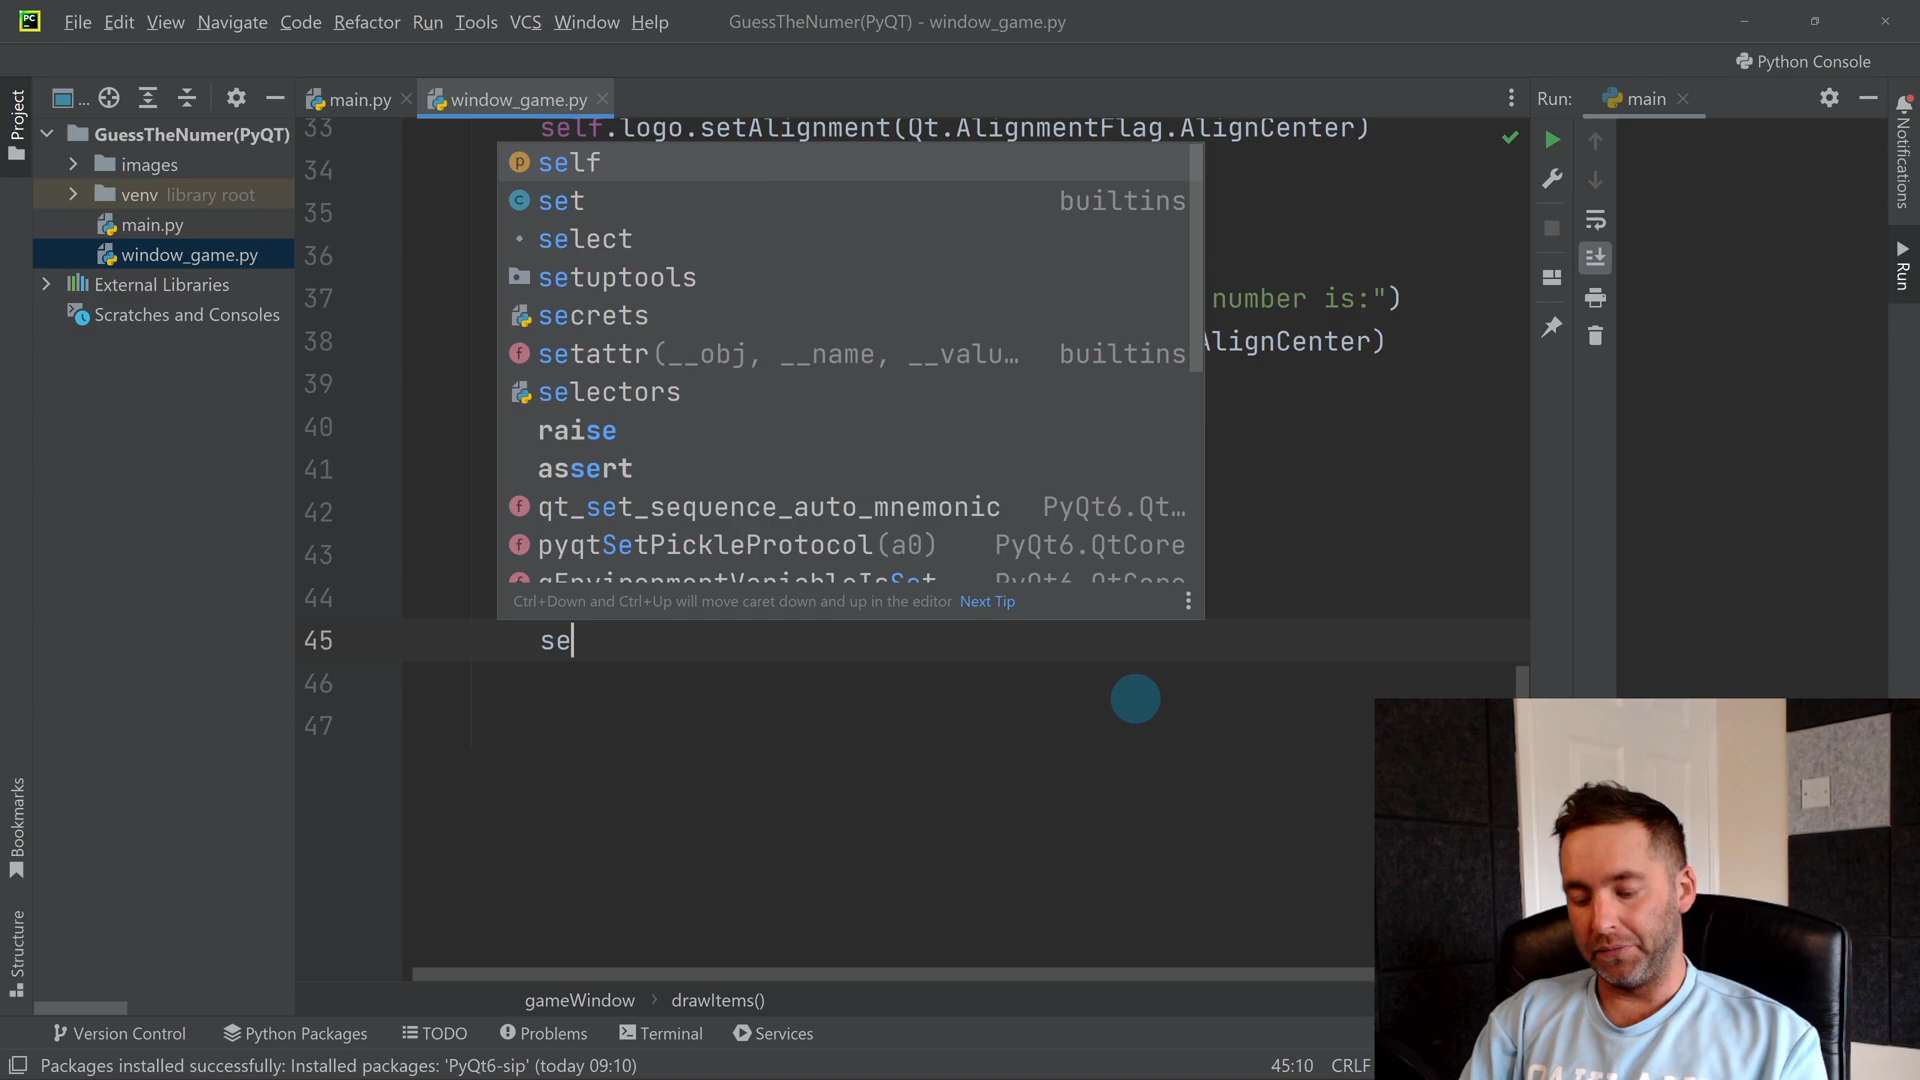 PC File Edit View Navigate Code Refactor Run Tools VCS Window Help GuessTheNumer(PyQT) - window_game.py
Python Console
Project
...
main.py
window_game.py
Run: main
GuessTheNumer(PyQT)
images
venv library root
main.py
window_game.py
External Libraries
Scratches and Consoles
33 self.logo.setAlignment(Qt.AlignmentFlag.AlignCenter)
34
35
36
37 number is:")
38 AlignCenter)
39
40
41
42
43
44
45 se
46
47
p self
C set builtins
select
setuptools
secrets
f setattr(__obj, __name, __valu… builtins
selectors
raise
assert
f qt_set_sequence_auto_mnemonic PyQt6.Qt…
f pyqtSetPickleProtocol(a0) PyQt6.QtCore
f qEnvironmentVariableIsSet PyQt6.QtCore
Ctrl+Down and Ctrl+Up will move caret down and up in the editor Next Tip
Notifications
Run
Bookmarks
Structure
gameWindow > drawItems()
Version Control Python Packages TODO Problems Terminal Services
Packages installed successfully: Installed packages: 'PyQt6-sip' (today 09:10) 45:10 CRLF